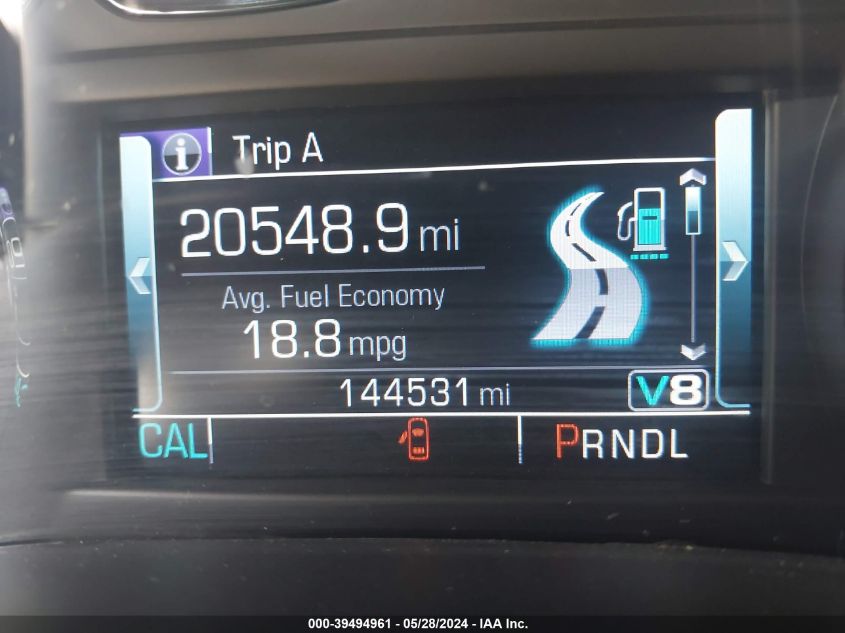 Trip A
20548.9 mi
Avg. Fuel Economy
18.8 mpg
144531 mi V8
CAL PRNDL
000-39494961 - 05/28/2024 - IAA Inc.